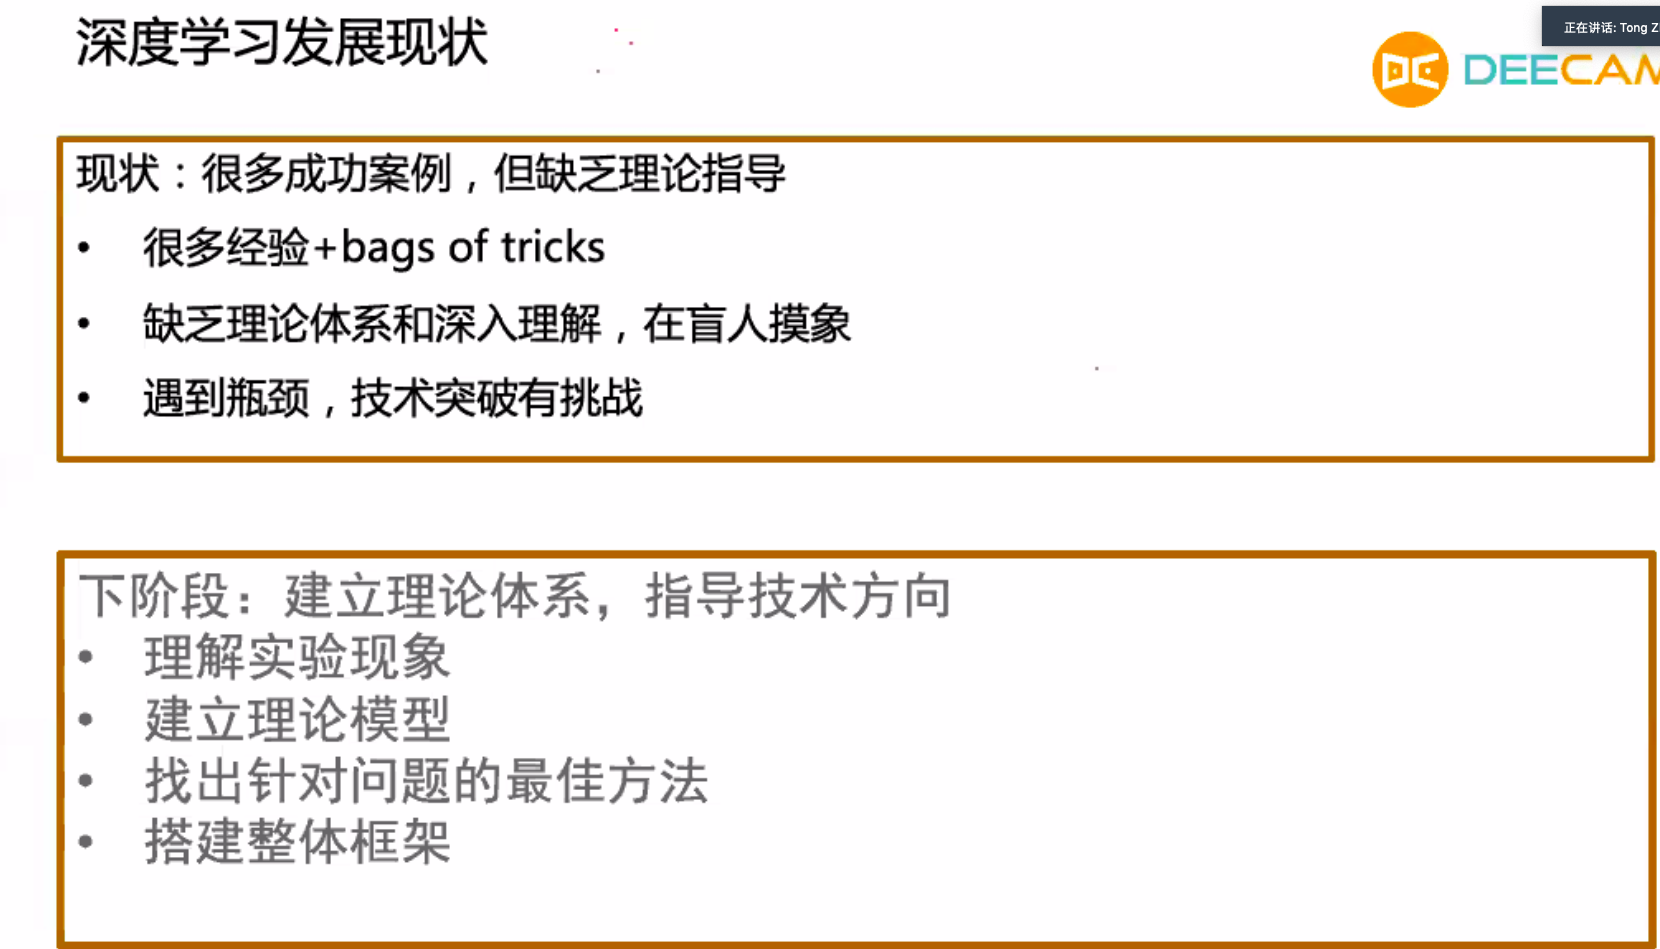 深度学习发展现状
正在讲话: Tong Z
DEECAM
现状：很多成功案例，但缺乏理论指导
• 很多经验+bags of tricks
• 缺乏理论体系和深入理解，在盲人摸象
• 遇到瓶颈，技术突破有挑战
下阶段：建立理论体系，指导技术方向
• 理解实验现象
• 建立理论模型
• 找出针对问题的最佳方法
• 搭建整体框架